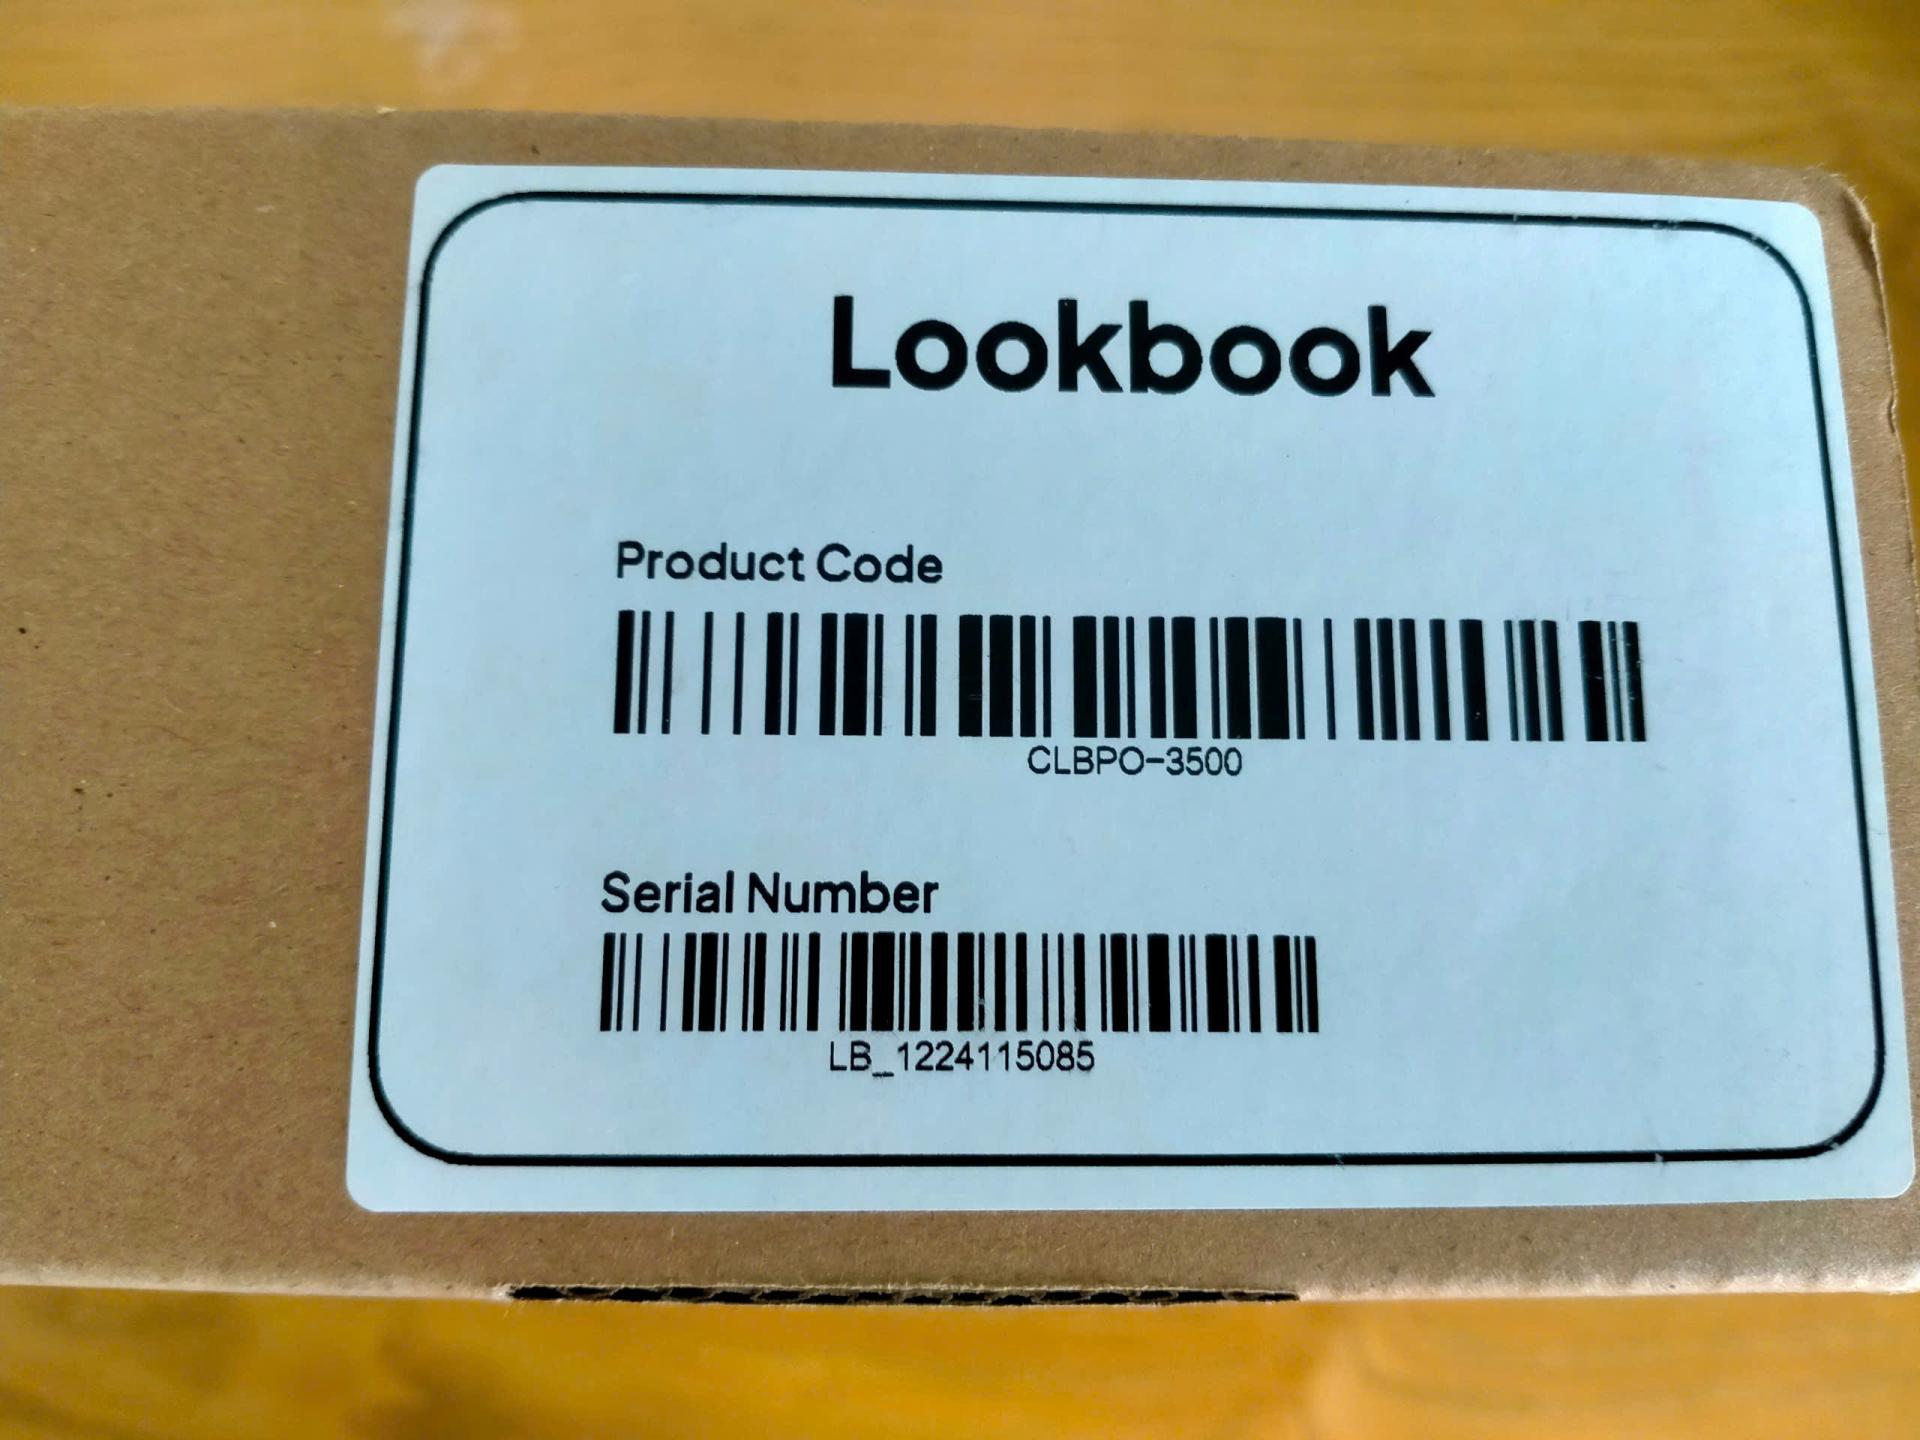 Lookbook
Product Code
CLBPO-3500
Serial Number
LB_1224115085